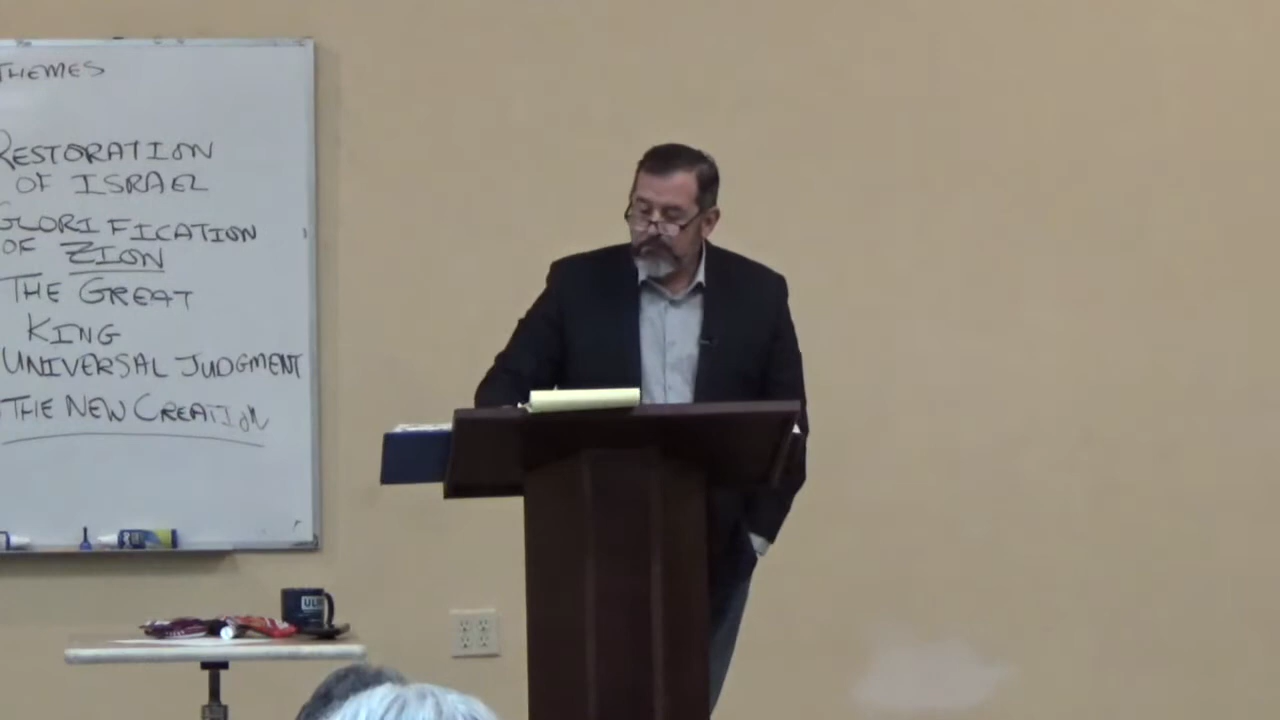 THEMES
RESTORATION
OF ISRAEL
GLORIFICATION
OF ZION
THE GREAT
KING
UNIVERSAL JUDGMENT
THE NEW CREATION